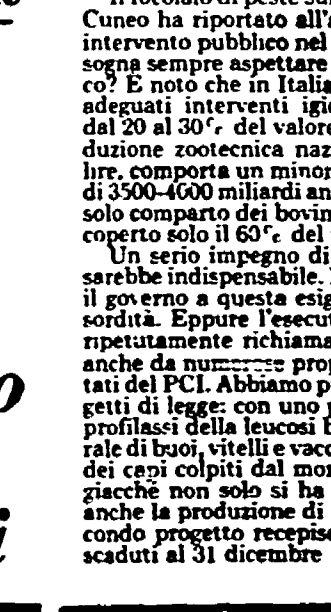 Il focolaio di peste su
Cuneo ha riportato all'a
intervento pubblico nel
sogna sempre aspettare
co? È noto che in Italia
adeguati interventi igie
dal 20 al 30% del valore
duzione zootecnica naz
lire, comporta un minor
di 3500-4000 miliardi an
solo comparto dei bovin
coperto solo il 60% del
Un serio impegno di
sarebbe indispensabile.
il governo a questa esig
sordità. Eppure l'esecut
ripetutamente richiama
anche da numerose prop
tati del PCI. Abbiamo p
getti di legge: con uno p
profilassi della leucosi b
rale di buoi, vitelli e vacc
dei capi colpiti dal mor
giacchè non solo si ha
anche la produzione di
condo progetto recepisc
scaduti al 31 dicembre
o
i